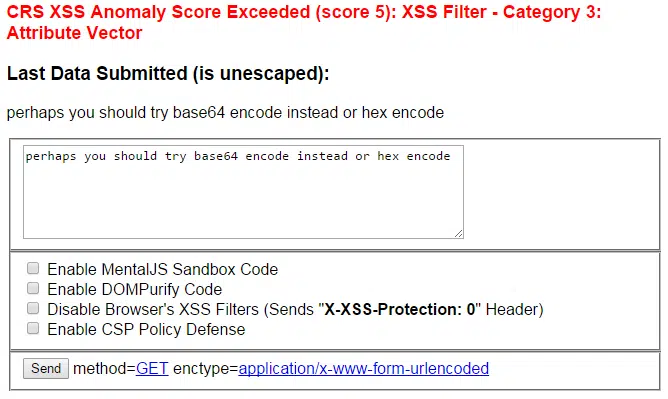 CRS XSS Anomaly Score Exceeded (score 5): XSS Filter - Category 3:
Attribute Vector
Last Data Submitted (is unescaped):
perhaps you should try base64 encode instead or hex encode
perhaps you should try base64 encode instead or hex encode
Enable MentalJS Sandbox Code
Enable DOMPurify Code
Disable Browser's XSS Filters (Sends "X-XSS-Protection: 0" Header)
Enable CSP Policy Defense
Send method=GET enctype=application/x-www-form-urlencoded